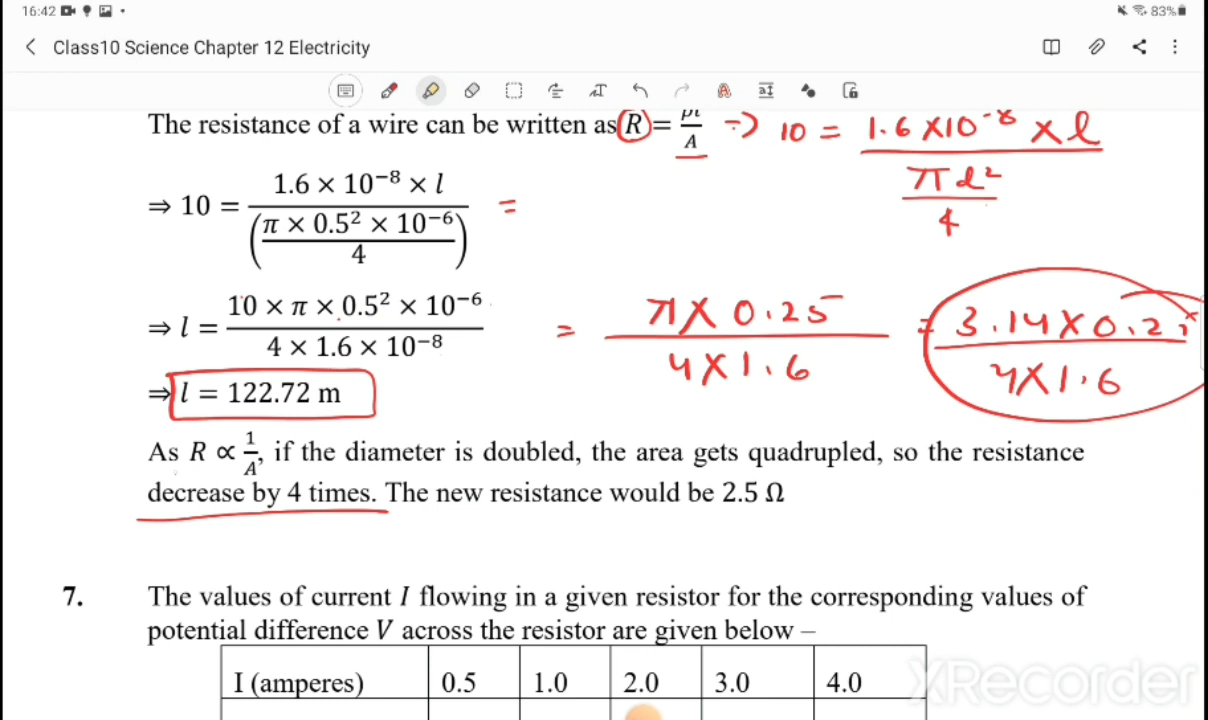 16:42 83%
Class10 Science Chapter 12 Electricity
The resistance of a wire can be written as R = ρl/A ⇒ 10 = 1.6 X10⁻⁸ X l / (πd²/4)
⇒ 10 = 1.6 × 10⁻⁸ × l / (π × 0.5² × 10⁻⁶ / 4) =
⇒ l = 10 × π × 0.5² × 10⁻⁶ / 4 × 1.6 × 10⁻⁸ = π X 0.25 / 4 X 1.6 = 3.14 X 0.25 / 4 X 1.6
⇒ l = 122.72 m
As R ∝ 1/A, if the diameter is doubled, the area gets quadrupled, so the resistance
decrease by 4 times. The new resistance would be 2.5 Ω
7. The values of current I flowing in a given resistor for the corresponding values of
potential difference V across the resistor are given below –
I (amperes) 0.5 1.0 2.0 3.0 4.0
XRecorder